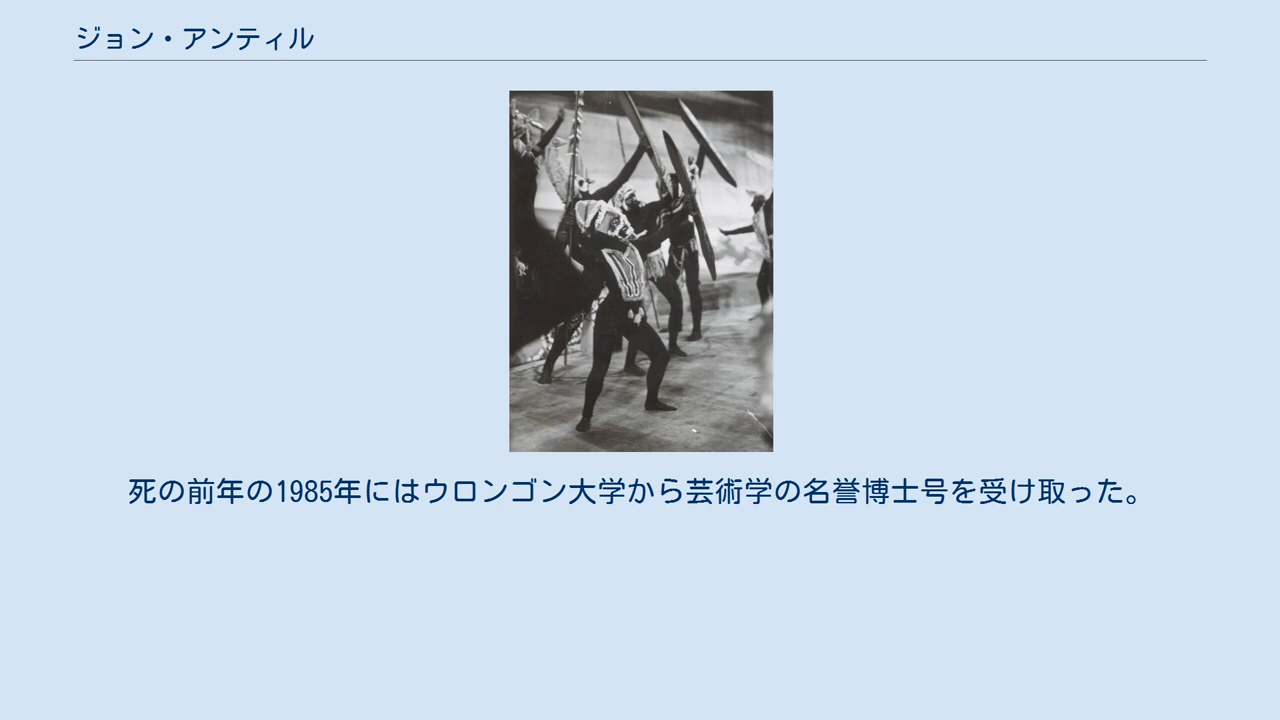 ジョン・アンティル
死の前年の1985年にはウロンゴン大学から芸術学の名誉博士号を受け取った。